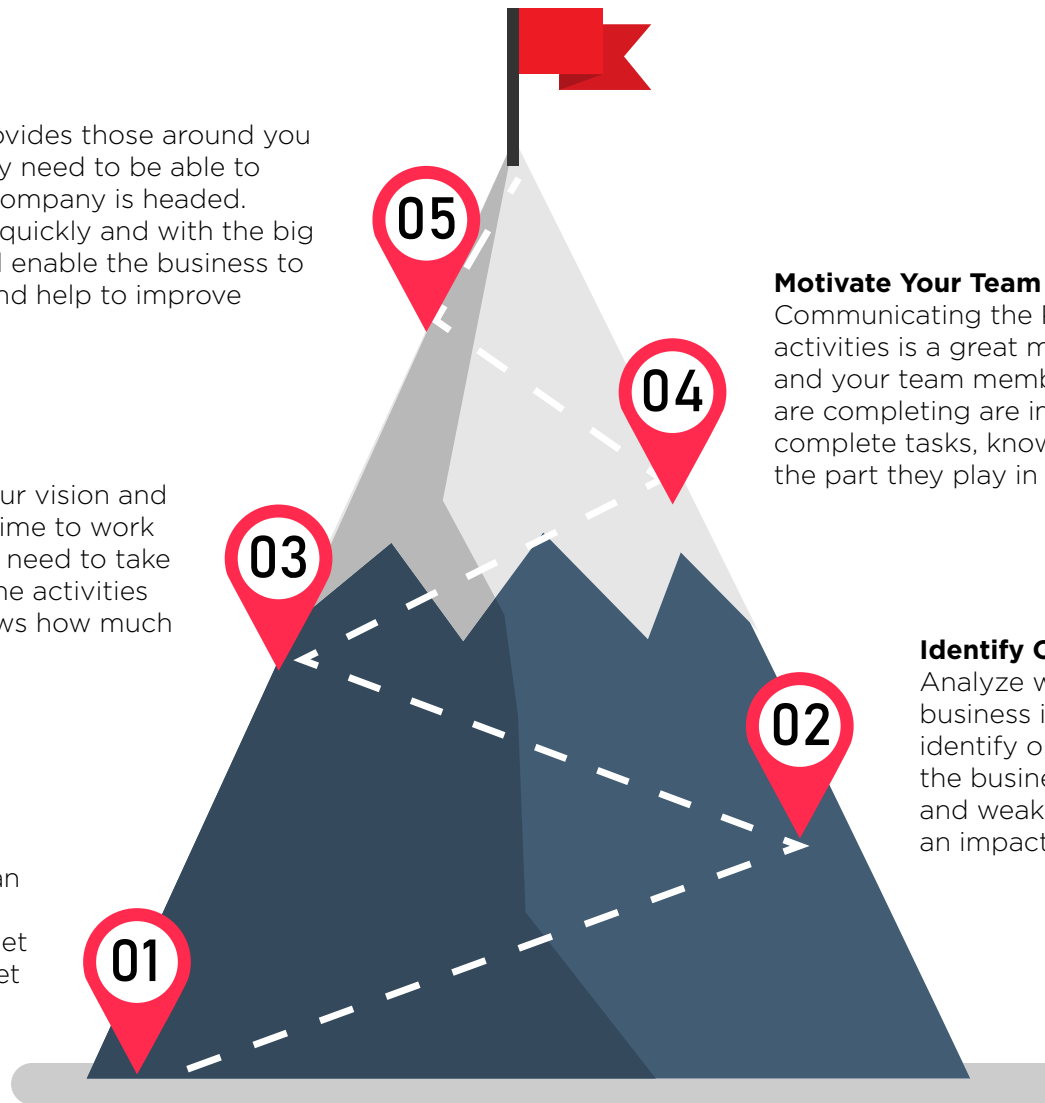 ovides those around you
y need to be able to
ompany is headed.
quickly and with the big
enable the business to
nd help to improve
05
Motivate Your Team
Communicating the
activities is a great m
and your team memb
are completing are in
complete tasks, know
the part they play in
04
ur vision and
ime to work
need to take
he activities
ws how much
03
Identify
Analyze w
business i
identify o
the busine
and weak
an impact
02
an
et
et
01